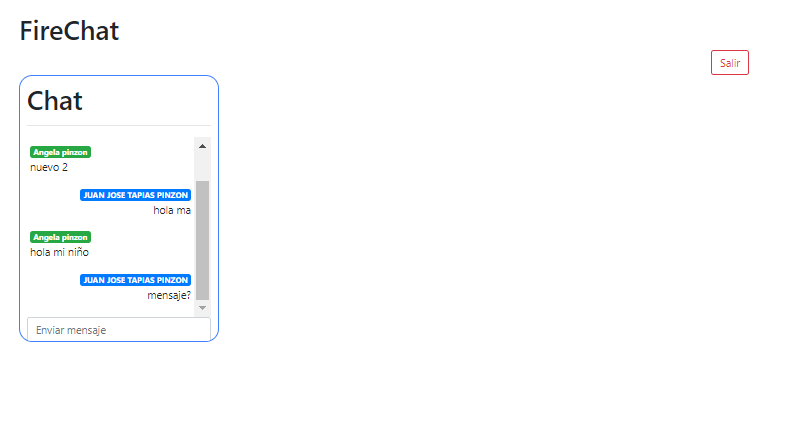 FireChat
Salir
Chat
Angela pinzon
nuevo 2
JUAN JOSE TAPIAS PINZON
hola ma
Angela pinzon
hola mi niño
JUAN JOSE TAPIAS PINZON
mensaje?
Enviar mensaje